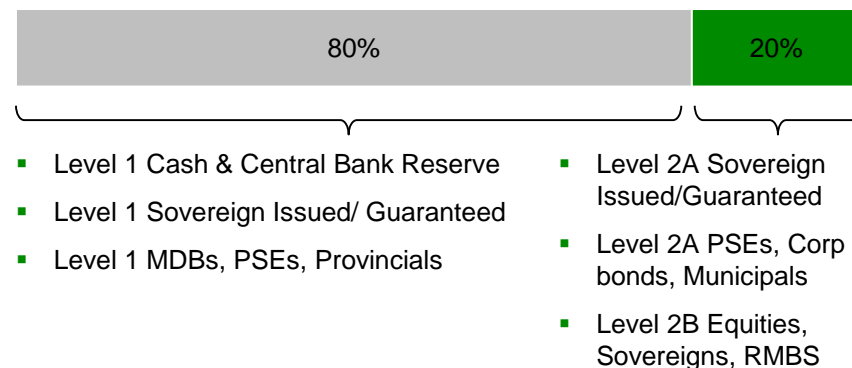 80%
20%
▪ Level 1 Cash & Central Bank Reserve
▪ Level 1 Sovereign Issued/ Guaranteed
▪ Level 1 MDBs, PSEs, Provincials
▪ Level 2A Sovereign
Issued/Guaranteed
▪ Level 2A PSEs, Corp
bonds, Municipals
▪ Level 2B Equities,
Sovereigns, RMBS